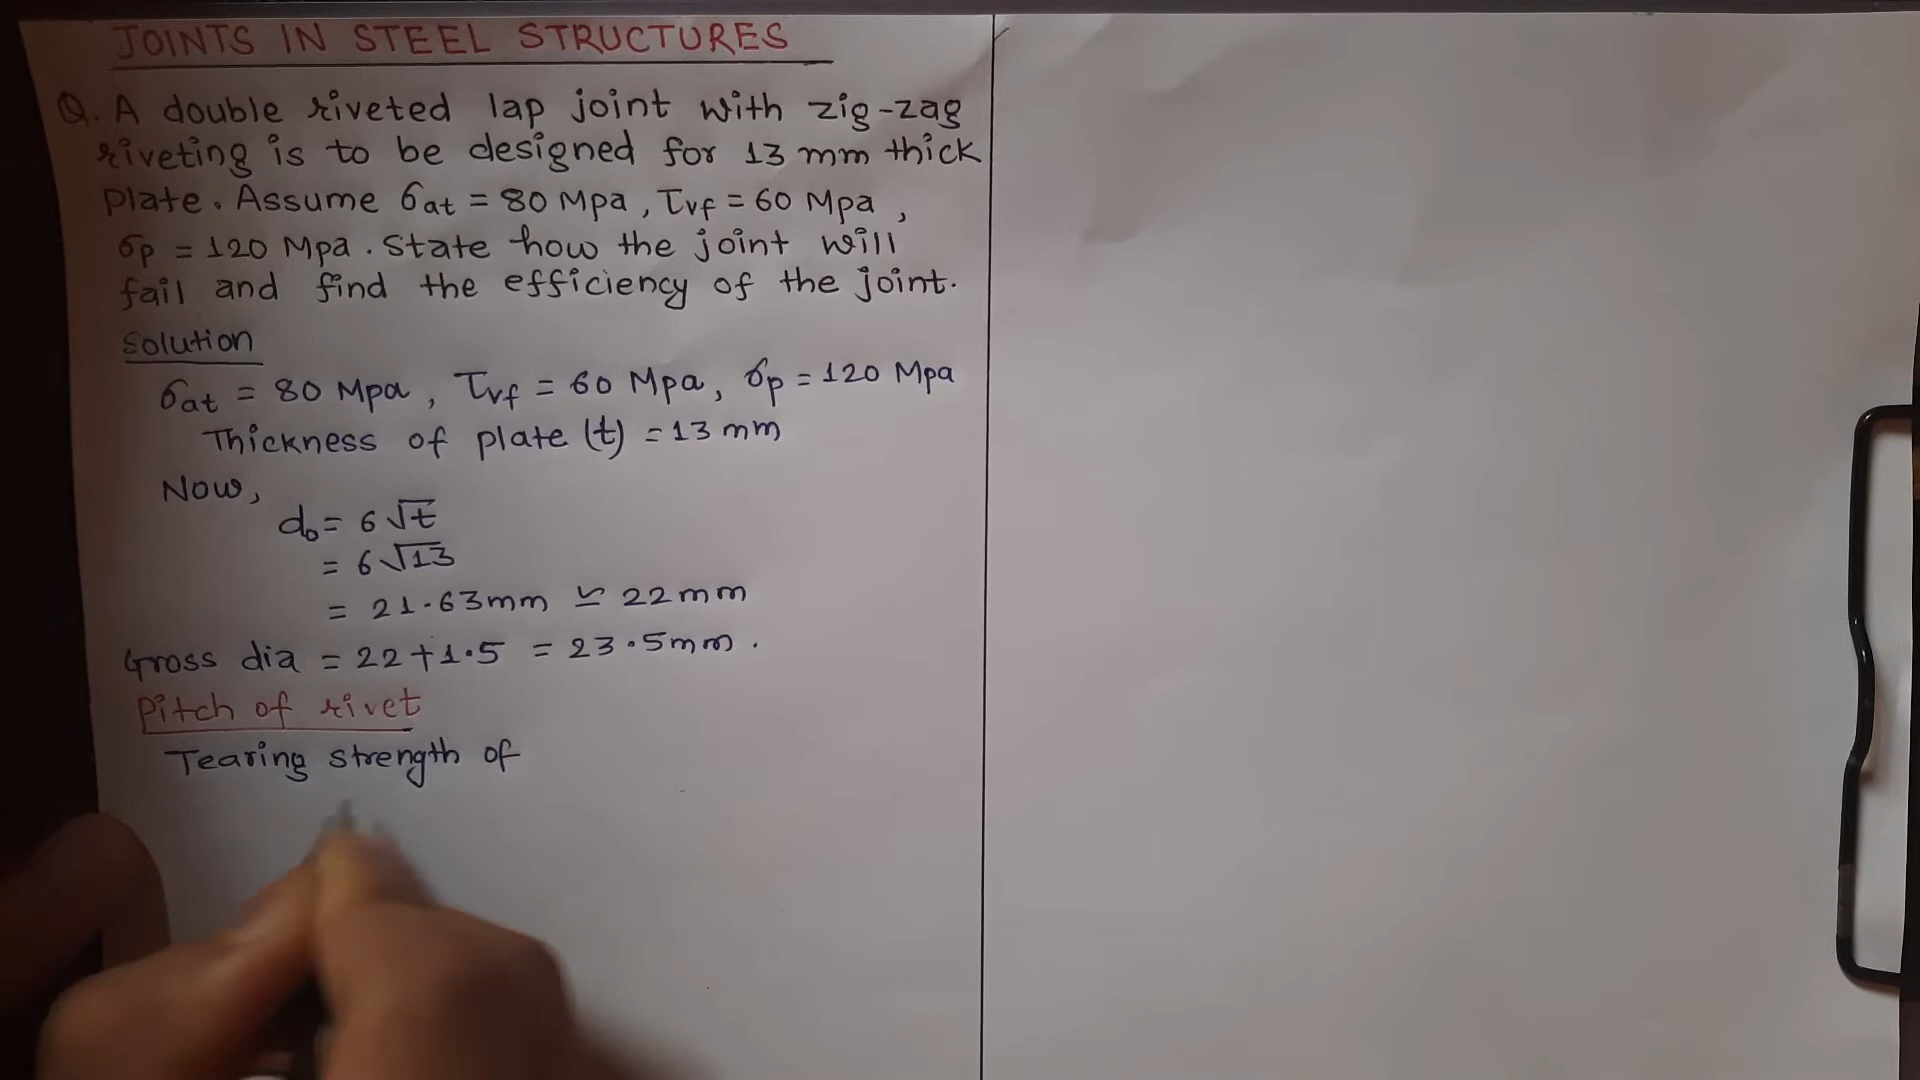 JOINTS IN STEEL STRUCTURES
Q. A double riveted lap joint with zig-zag
riveting is to be designed for 13 mm thick
plate. Assume σat = 80 Mpa, τvf = 60 Mpa,
σp = 120 Mpa. State how the joint will
fail and find the efficiency of the joint.
Solution
σat = 80 Mpa, τvf = 60 Mpa, σp = 120 Mpa
Thickness of plate (t) = 13 mm
Now,
do = 6√t
= 6√13
= 21.63mm ≃ 22mm
Gross dia = 22+1.5 = 23.5mm.
Pitch of rivet
Tearing strength of